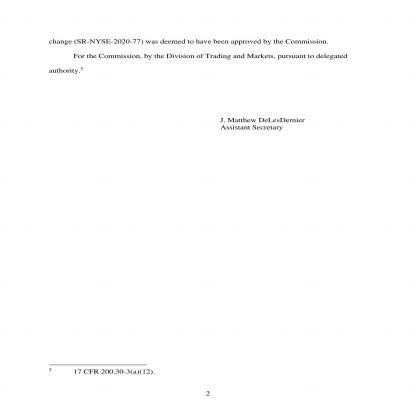 change (SR-NYSE-2020-77) was deemed to have been approved by the Commission.
For the Commission, by the Division of Trading and Markets, pursuant to delegated
authority.5
J. Matthew DeLesDernier
Assistant Secretary
5 17 CFR 200.30-3(a)(12).
2